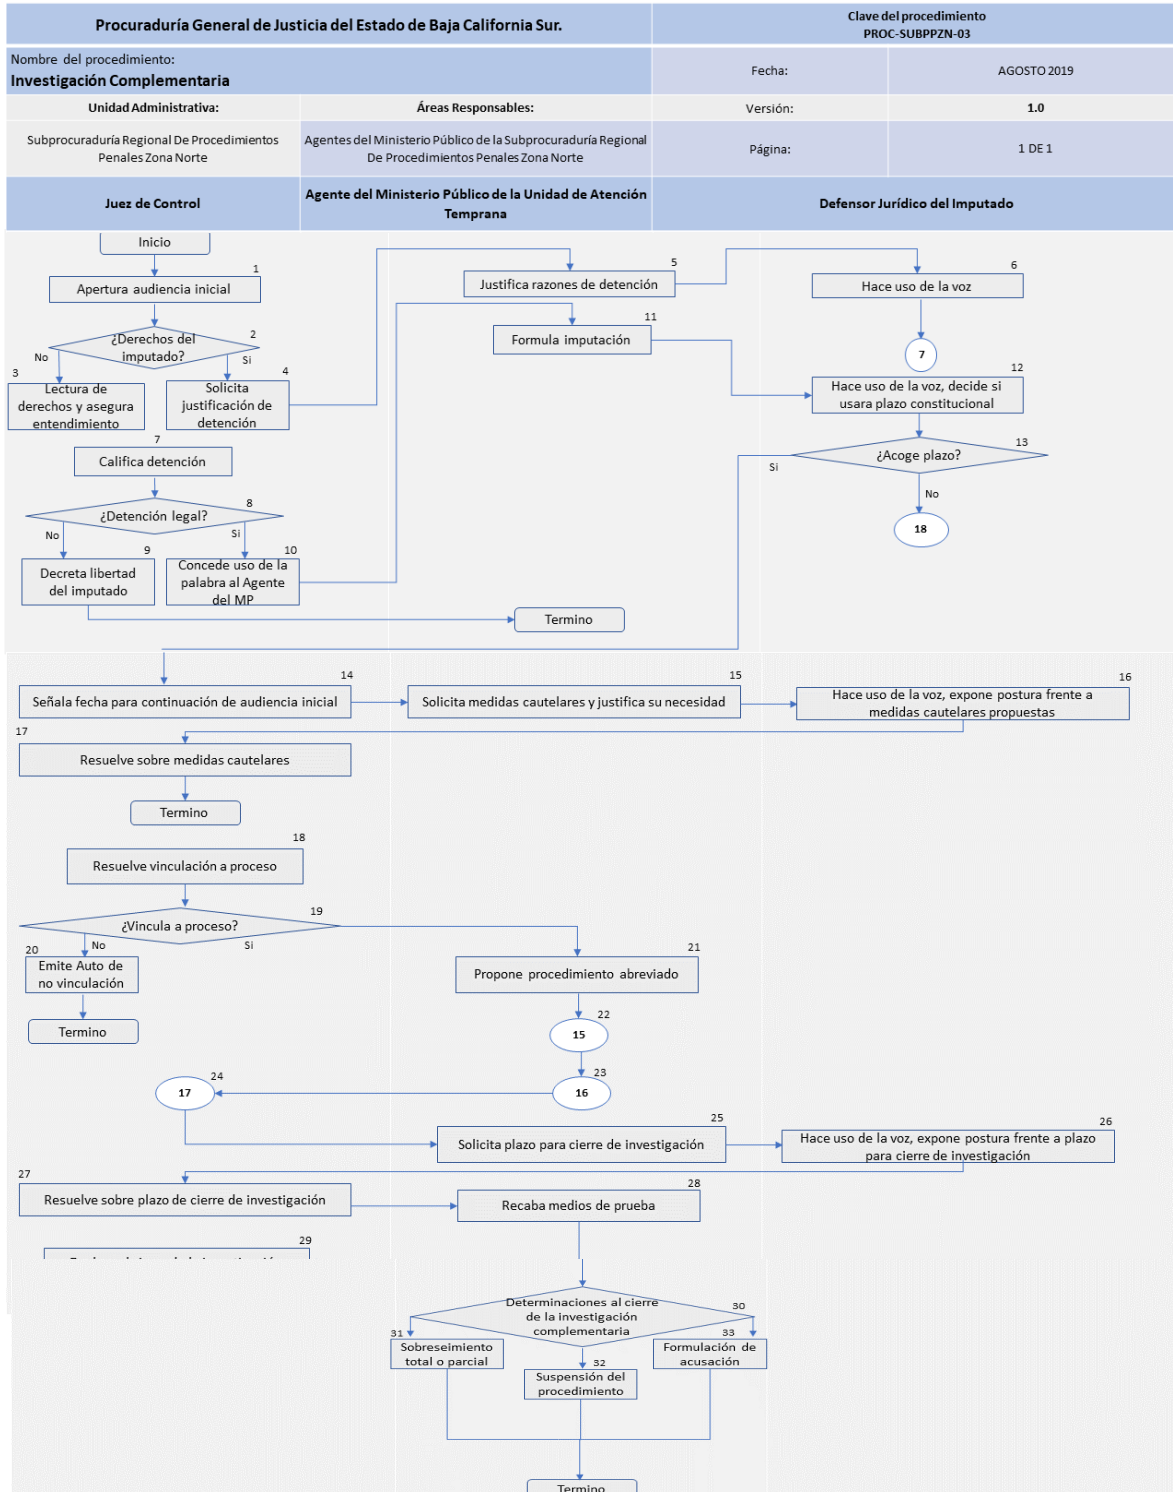 Procuraduría General de Justicia del Estado de Baja California Sur.
Clave del procedimiento
PROC-SUBPPZN-03
Nombre del procedimiento:
Investigación Complementaria
Fecha:
AGOSTO 2019
Unidad Administrativa:
Áreas Responsables:
Versión:
1.0
Subprocuraduría Regional De Procedimientos
Penales Zona Norte
Agentes del Ministerio Público de la Subprocuraduría Regional
De Procedimientos Penales Zona Norte
Página:
1 DE 1
Juez de Control
Agente del Ministerio Público de la Unidad de Atención
Temprana
Defensor Jurídico del Imputado
Inicio
1
Apertura audiencia inicial
5
Justifica razones de detención
6
Hace uso de la voz
2
¿Derechos del
imputado?
No
Si
11
Formula imputación
7
3
Lectura de
derechos y asegura
entendimiento
4
Solicita
justificación de
detención
12
Hace uso de la voz, decide si
usara plazo constitucional
7
Califica detención
13
¿Acoge plazo?
Si
No
8
¿Detención legal?
No
Si
18
9
Decreta libertad
del imputado
10
Concede uso de la
palabra al Agente
del MP
Termino
14
Señala fecha para continuación de audiencia inicial
15
Solicita medidas cautelares y justifica su necesidad
16
Hace uso de la voz, expone postura frente a
medidas cautelares propuestas
17
Resuelve sobre medidas cautelares
Termino
18
Resuelve vinculación a proceso
19
¿Vincula a proceso?
No
Si
20
Emite Auto de
no vinculación
21
Propone procedimiento abreviado
Termino
22
15
23
16
24
17
25
Solicita plazo para cierre de investigación
26
Hace uso de la voz, expone postura frente a plazo
para cierre de investigación
27
Resuelve sobre plazo de cierre de investigación
28
Recaba medios de prueba
29
30
Determinaciones al cierre
de la investigación
complementaria
31
Sobreseimiento
total o parcial
32
Suspensión del
procedimiento
33
Formulación de
acusación
Termino